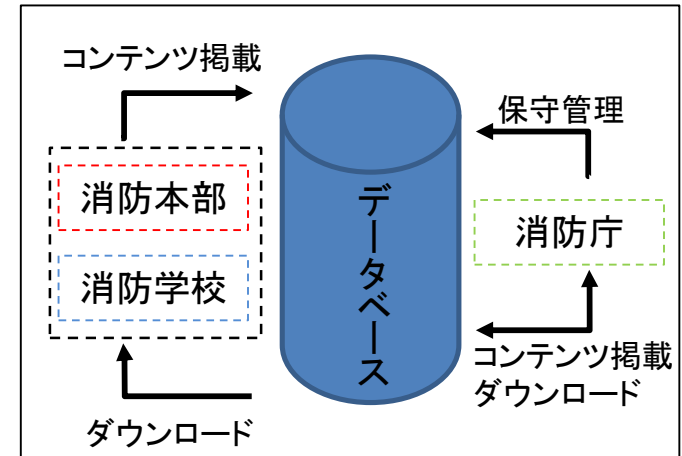 コンテンツ掲載
保守管理
消防本部
消防学校
データベース
消防庁
コンテンツ掲載
ダウンロード
ダウンロード